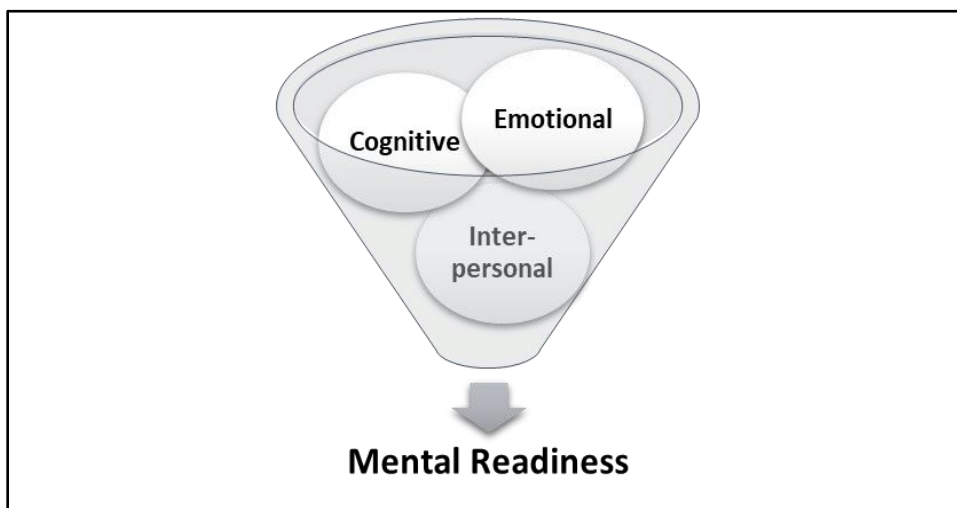 Emotional
Cognitive
Inter-
personal
Mental Readiness